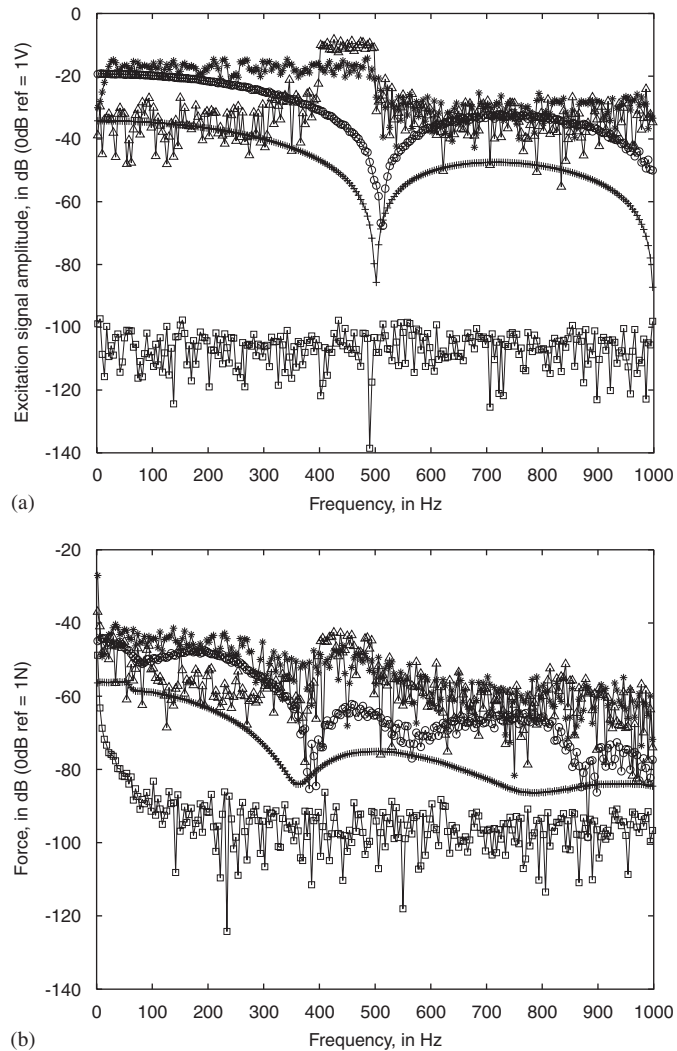 0
-20
-40
-60
-80
-100
-120
-140
Excitation signal amplitude, in dB (0dB ref = 1V)
0 100 200 300 400 500 600 700 800 900 1000
(a)
Frequency, in Hz
-20
-40
-60
-80
-100
-120
-140
Force, in dB (0dB ref = 1N)
0 100 200 300 400 500 600 700 800 900 1000
(b)
Frequency, in Hz